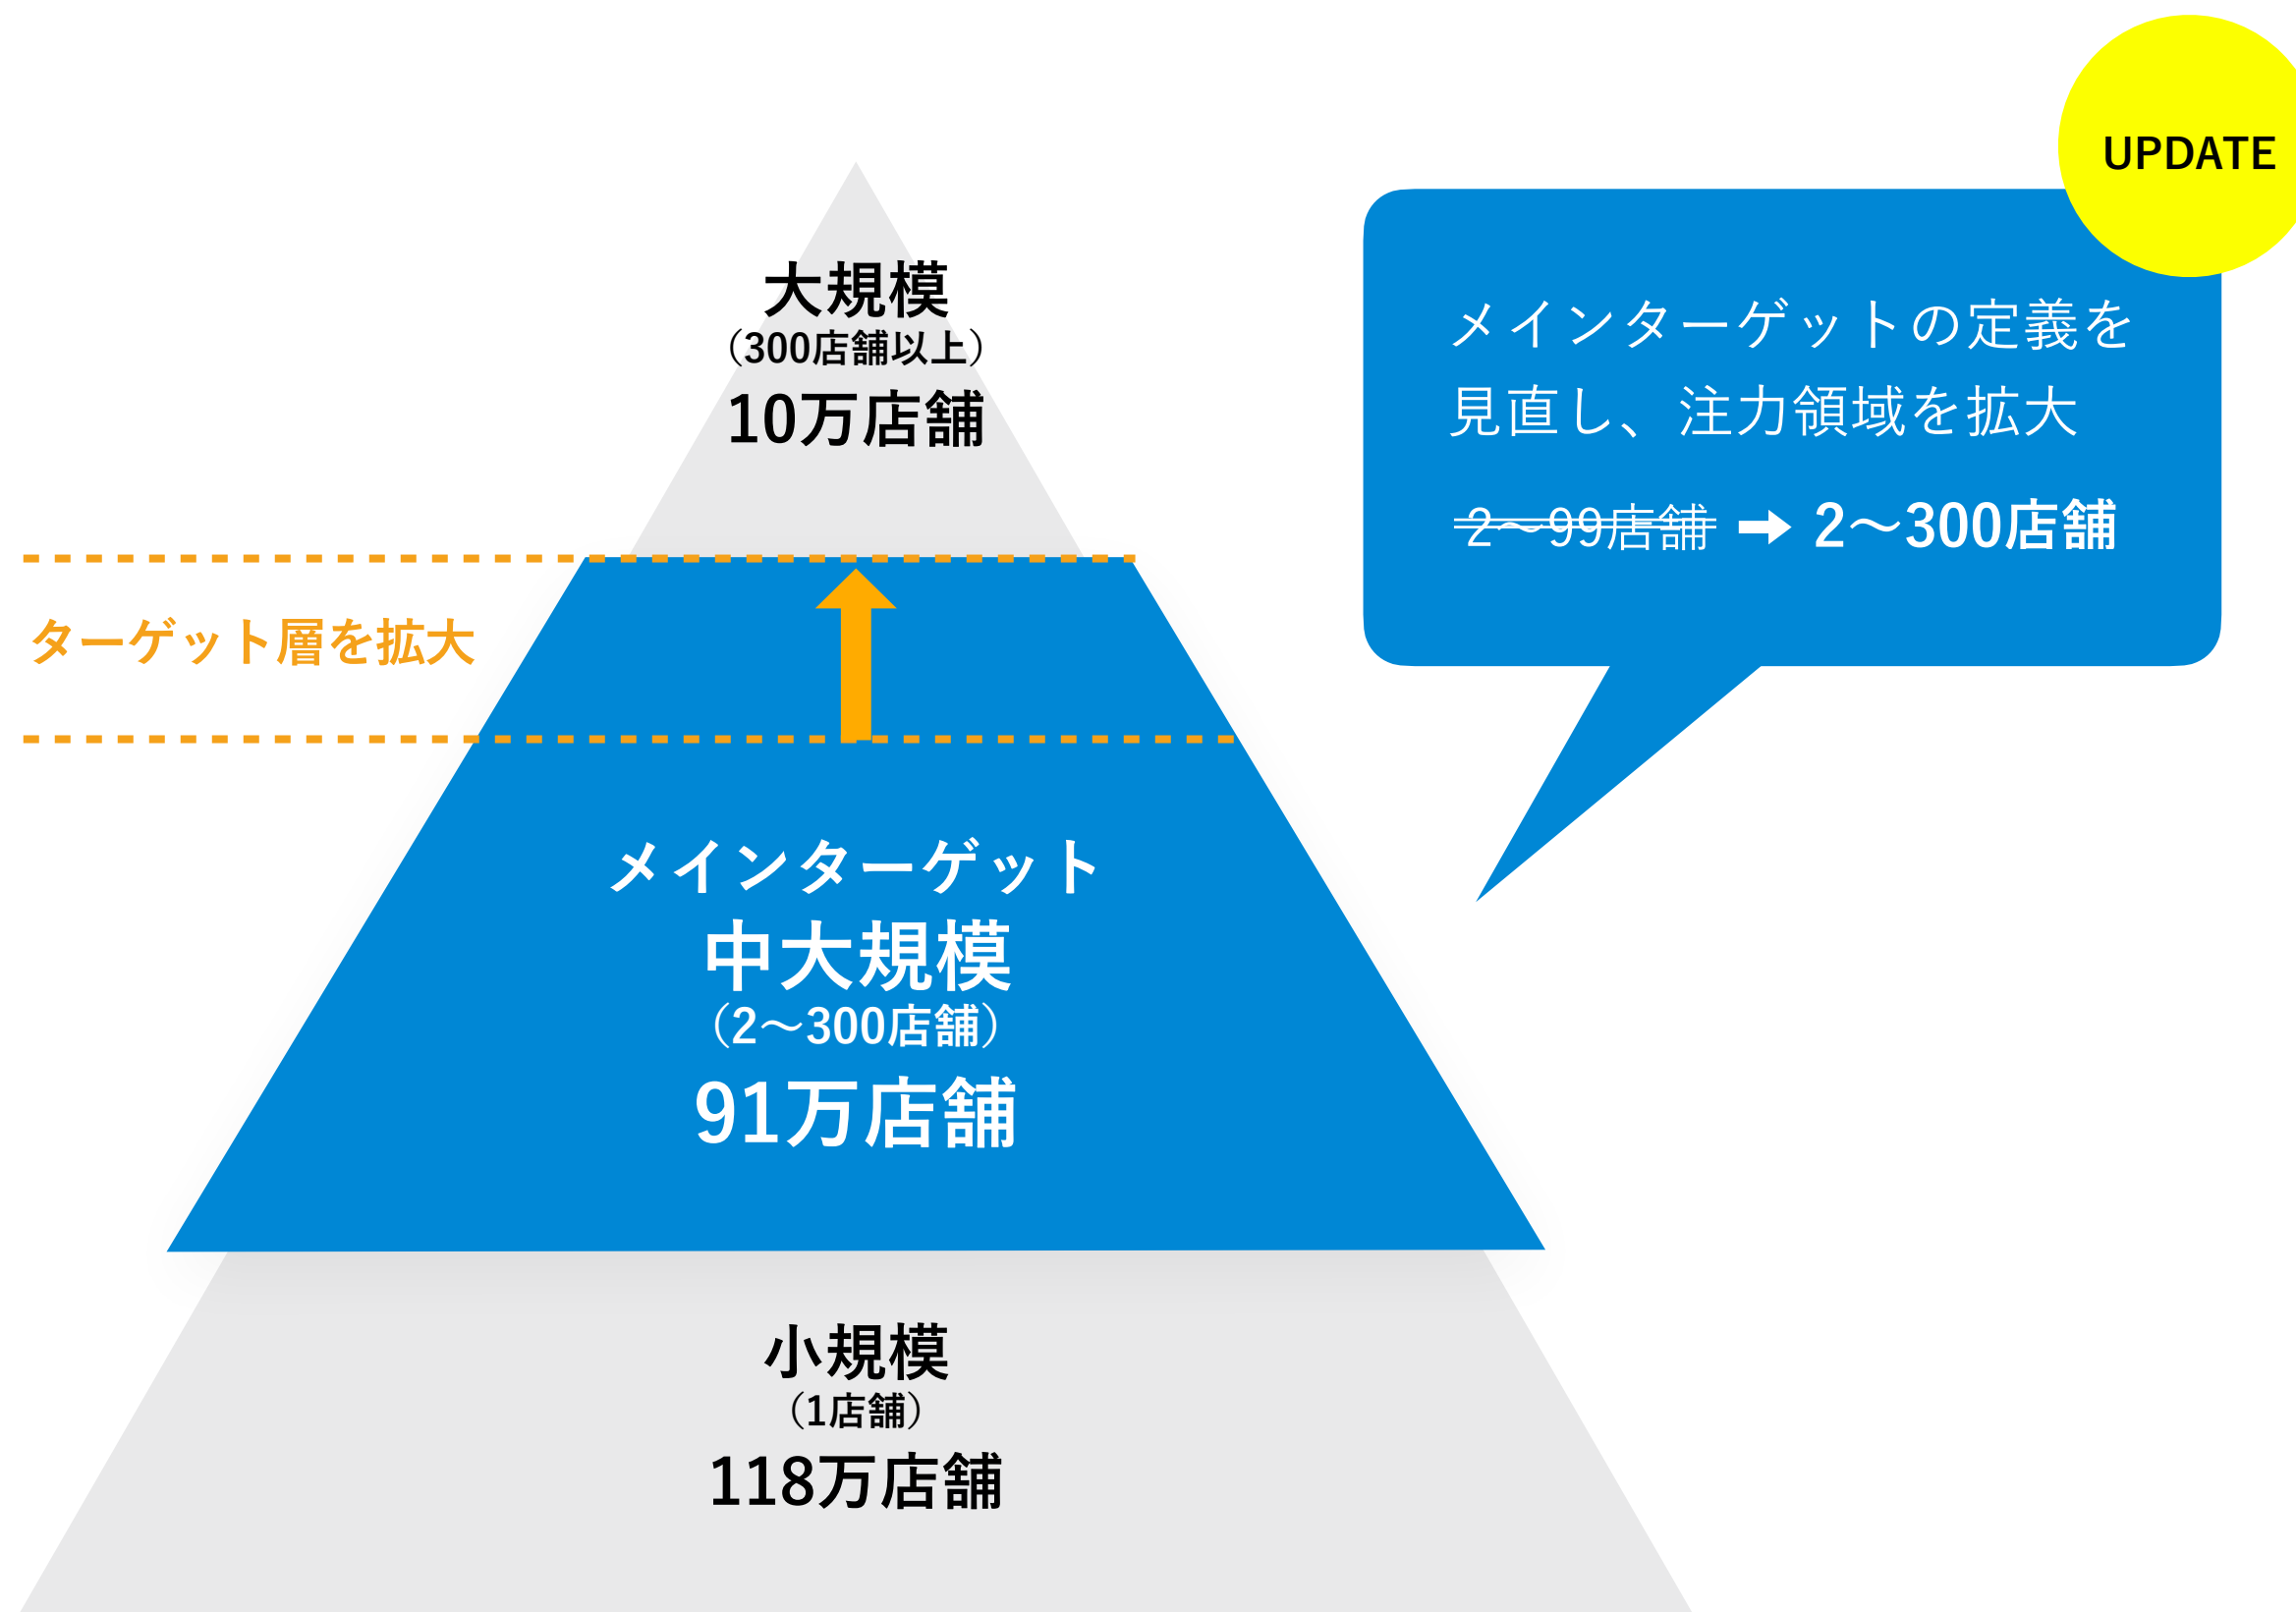 UPDATE
メインターゲットの定義を
見直し、注力領域を拡大
2〜99店舗 → 2〜300店舗
大規模
（300店舗以上）
10万店舗
ターゲット層を拡大
メインターゲット
中大規模
（2〜300店舗）
91万店舗
小規模
（1店舗）
118万店舗